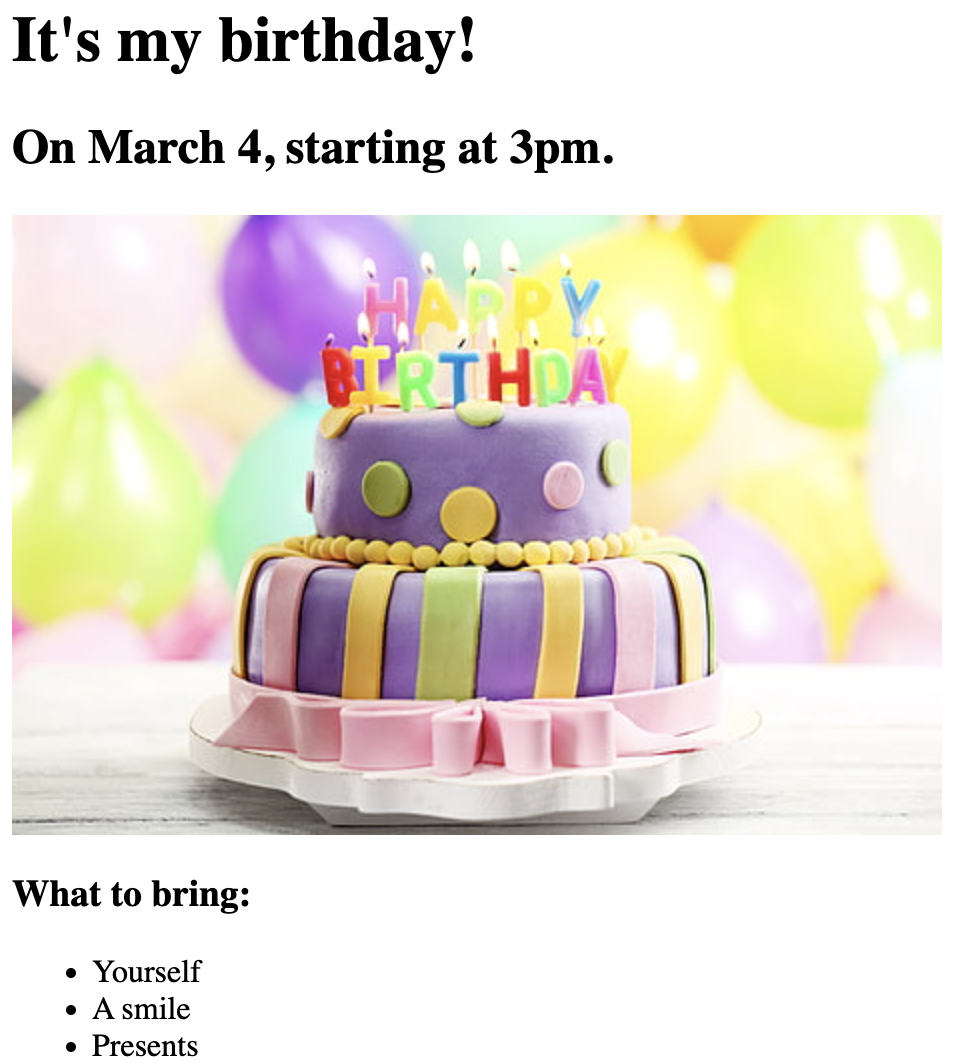 It's my birthday!
On March 4, starting at 3pm.
HAPPY
BIRTHDAY
What to bring:
Yourself
A smile
Presents